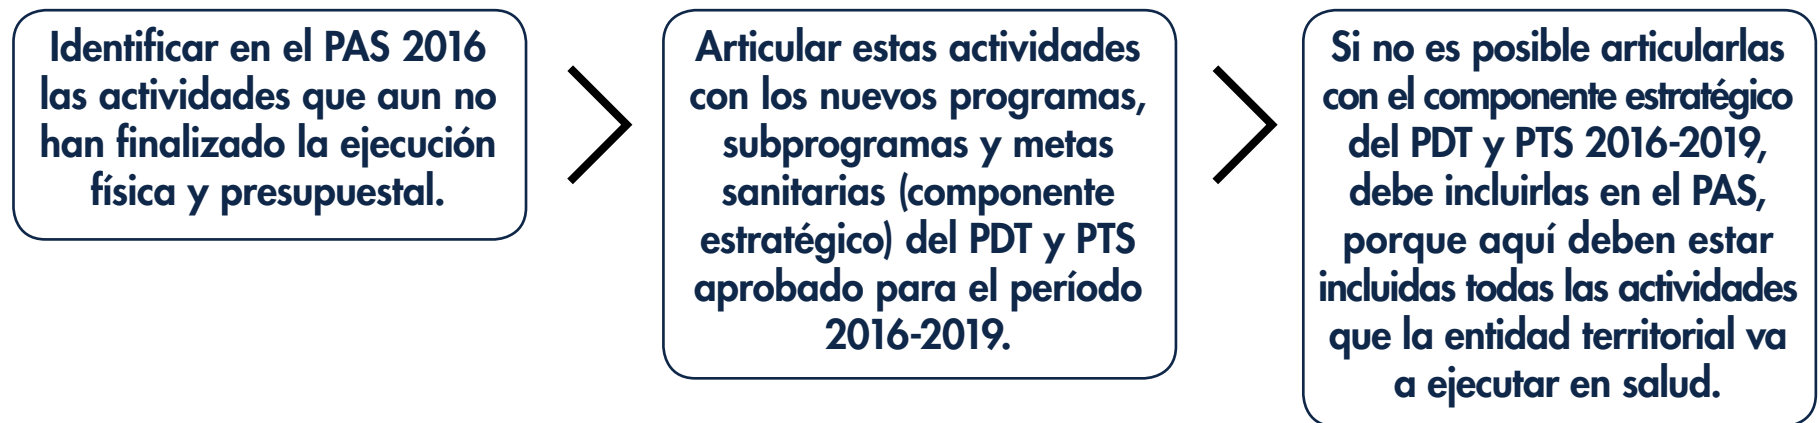 Identificar en el PAS 2016
las actividades que aun no
han finalizado la ejecución
física y presupuestal.
Articular estas actividades
con los nuevos programas,
subprogramas y metas
sanitarias (componente
estratégico) del PDT y PTS
aprobado para el período
2016-2019.
Si no es posible articularlas
con el componente estratégico
del PDT y PTS 2016-2019,
debe incluirlas en el PAS,
porque aquí deben estar
incluidas todas las actividades
que la entidad territorial va
a ejecutar en salud.